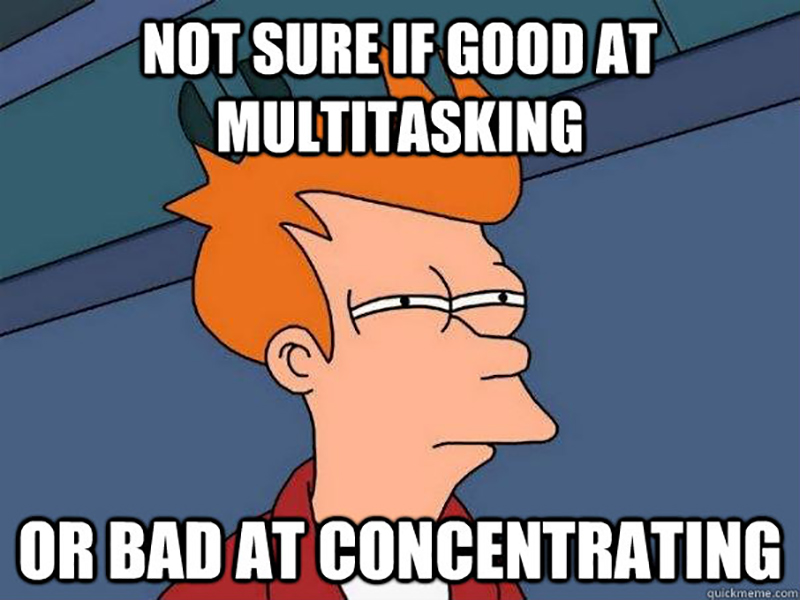 NOT SURE IF GOOD AT
MULTITASKING
OR BAD AT CONCENTRATING
quickmeme.com